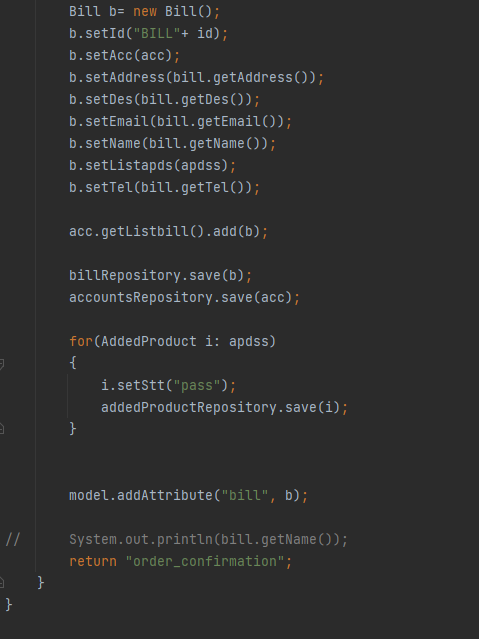 Bill b= new Bill();
b.setId("BILL"+ id);
b.setAcc(acc);
b.setAddress(bill.getAddress());
b.setDes(bill.getDes());
b.setEmail(bill.getEmail());
b.setName(bill.getName());
b.setListapds(apdss);
b.setTel(bill.getTel());
acc.getListbill().add(b);
billRepository.save(b);
accountsRepository.save(acc);
for(AddedProduct i: apdss)
{
i.setStt("pass");
addedProductRepository.save(i);
}
model.addAttribute("bill", b);
// System.out.println(bill.getName());
return "order_confirmation";
}
}